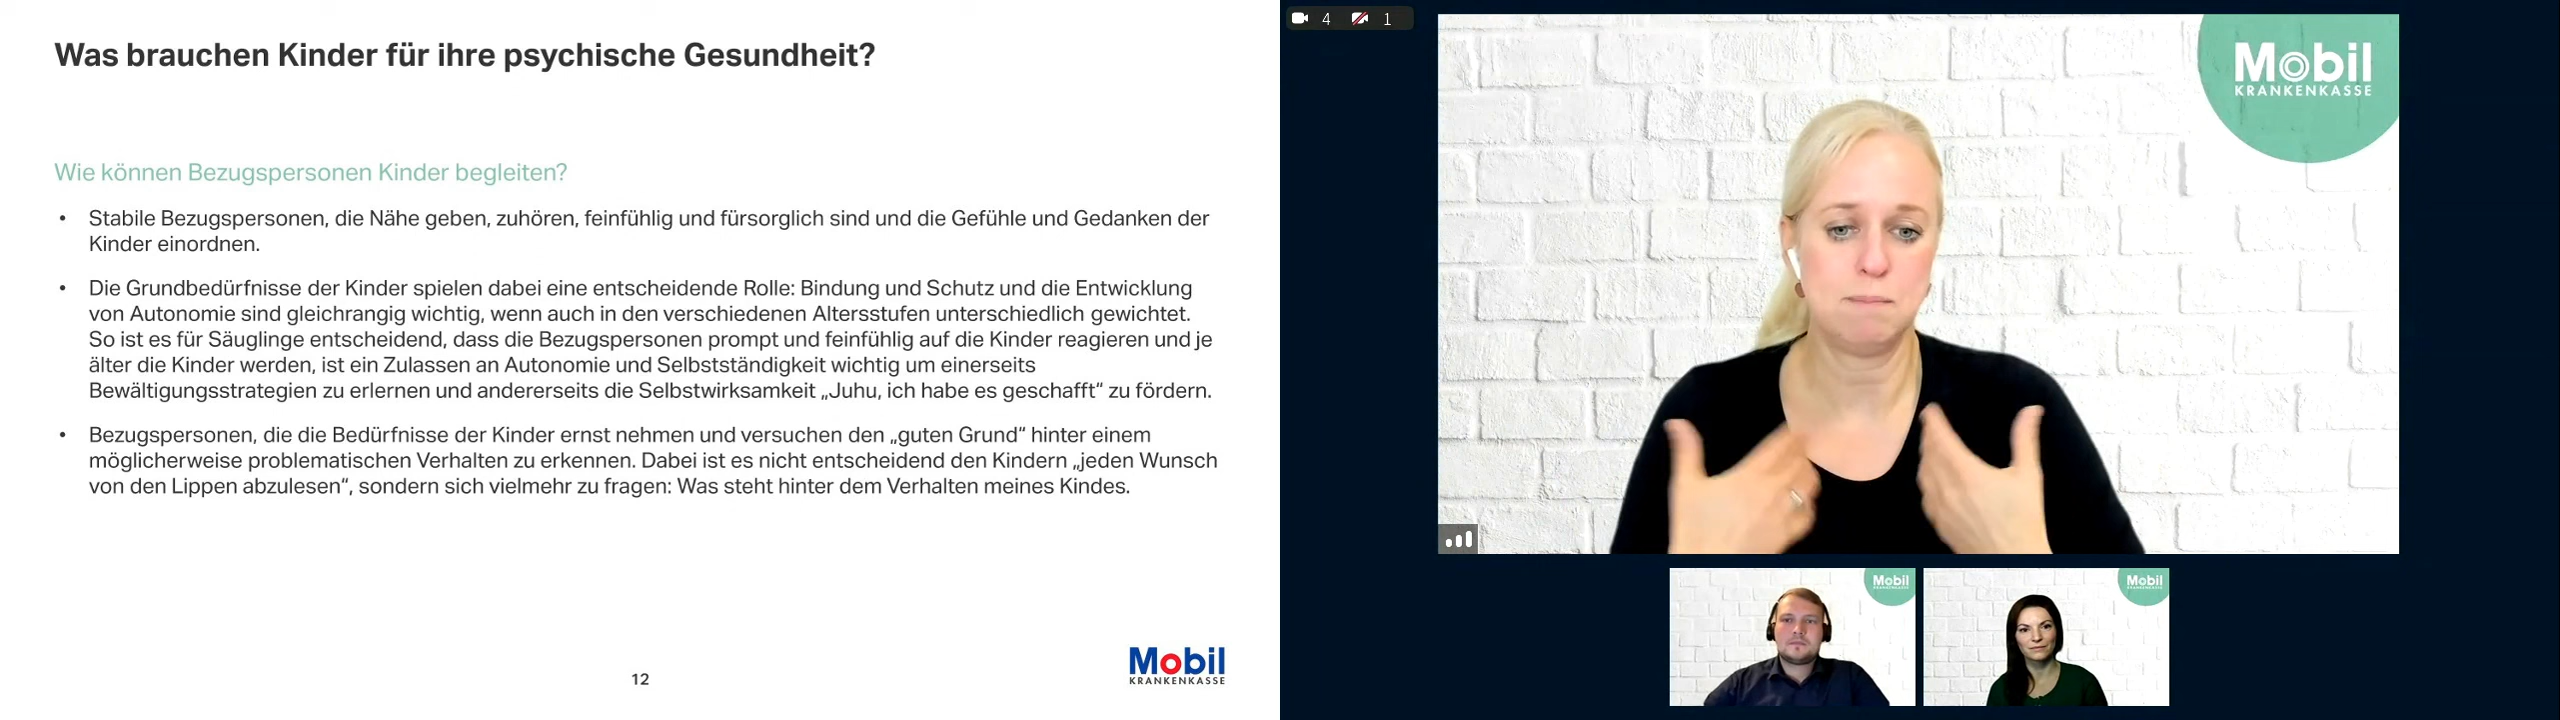 Was brauchen Kinder für ihre psychische Gesundheit?
Wie können Bezugspersonen Kinder begleiten?
• Stabile Bezugspersonen, die Nähe geben, zuhören, feinfühlig und fürsorglich sind und die Gefühle und Gedanken der
Kinder einordnen.
• Die Grundbedürfnisse der Kinder spielen dabei eine entscheidende Rolle: Bindung und Schutz und die Entwicklung
von Autonomie sind gleichrangig wichtig, wenn auch in den verschiedenen Altersstufen unterschiedlich gewichtet.
So ist es für Säuglinge entscheidend, dass die Bezugspersonen prompt und feinfühlig auf die Kinder reagieren und je
älter die Kinder werden, ist ein Zulassen an Autonomie und Selbstständigkeit wichtig um einerseits
Bewältigungsstrategien zu erlernen und andererseits die Selbstwirksamkeit „Juhu, ich habe es geschafft“ zu fördern.
• Bezugspersonen, die die Bedürfnisse der Kinder ernst nehmen und versuchen den „guten Grund“ hinter einem
möglicherweise problematischen Verhalten zu erkennen. Dabei ist es nicht entscheidend den Kindern „jeden Wunsch
von den Lippen abzulesen“, sondern sich vielmehr zu fragen: Was steht hinter dem Verhalten meines Kindes.
12
Mobil
KRANKENKASSE
4 1
Mobil
KRANKENKASSE
Mobil
Mobil